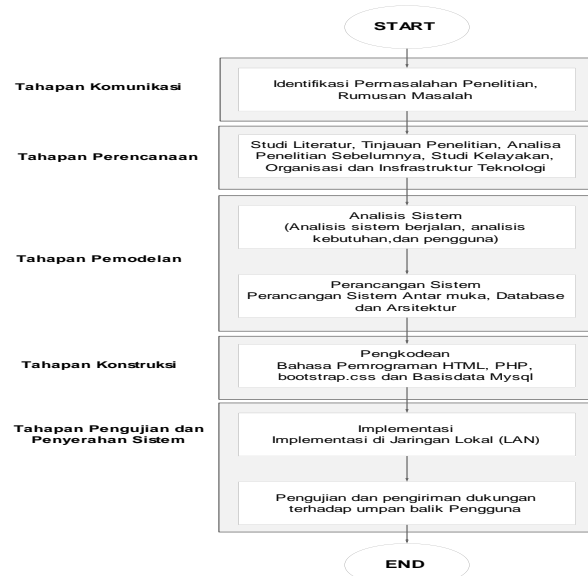 START
Tahapan Komunikasi
Identifikasi Permasalahan Penelitian,
Rumusan Masalah
Tahapan Perencanaan
Studi Literatur, Tinjauan Penelitian, Analisa
Penelitian Sebelumnya, Studi Kelayakan,
Organisasi dan Insfrastruktur Teknologi
Tahapan Pemodelan
Analisis Sistem
(Analisis sistem berjalan, analisis
kebutuhan,dan pengguna)
Perancangan Sistem
Perancangan Sistem Antar muka, Database
dan Arsitektur
Tahapan Konstruksi
Pengkodean
Bahasa Pemrograman HTML, PHP,
bootstrap.css dan Basisdata Mysql
Tahapan Pengujian dan
Penyerahan Sistem
Implementasi
Implementasi di Jaringan Lokal (LAN)
Pengujian dan pengiriman dukungan
terhadap umpan balik Pengguna
END